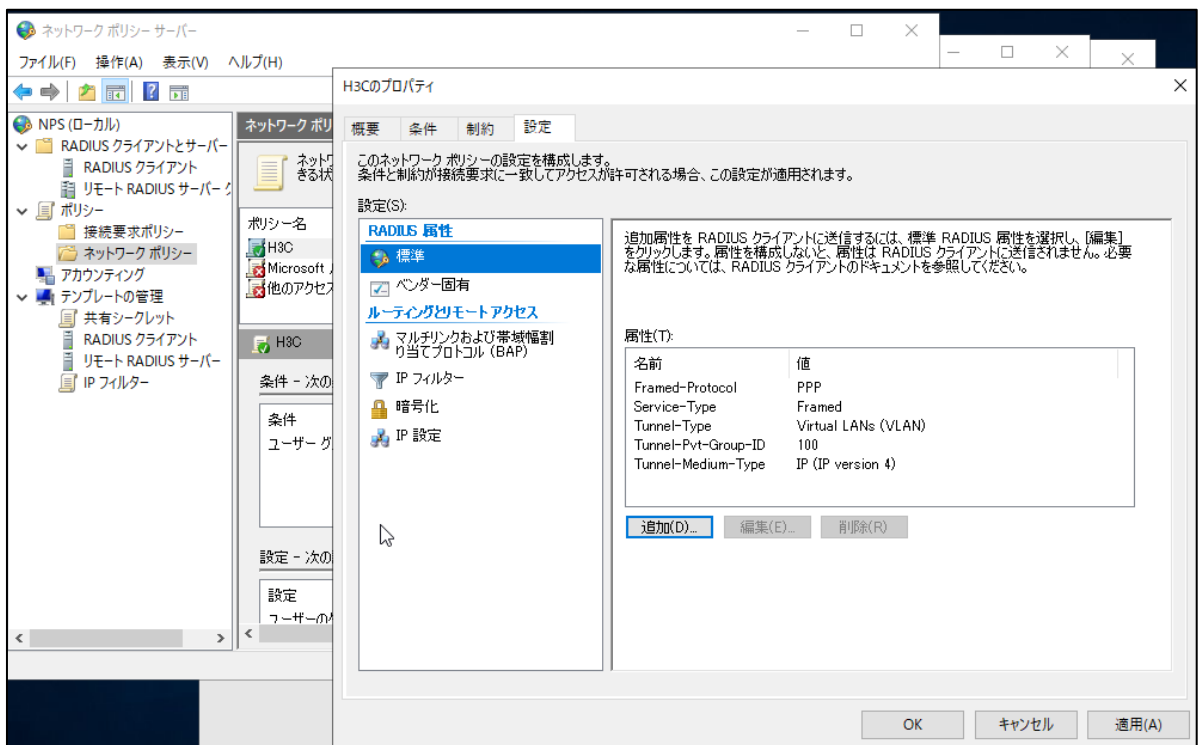 ネットワーク ポリシー サーバー
ファイル(F) 操作(A) 表示(V) ヘルプ(H)
NPS (ローカル)
RADIUS クライアントとサーバー
RADIUS クライアント
リモート RADIUS サーバー
ポリシー
接続要求ポリシー
ネットワーク ポリシー
アカウンティング
テンプレートの管理
共有シークレット
RADIUS クライアント
リモート RADIUS サーバー
IP フィルター
ネットワーク ポリ
ネットワ
きる状
ポリシー名
H3C
Microsoft
他のアクセス
H3C
条件 - 次の
条件
ユーザー グ
設定 - 次の
設定
ユーザーの
H3Cのプロパティ
概要 条件 制約 設定
このネットワーク ポリシーの設定を構成します。
条件と制約が接続要求に一致してアクセスが許可される場合、この設定が適用されます。
設定(S):
RADIUS 属性
標準
ベンダー固有
ルーティングとリモート アクセス
マルチリンクおよび帯域幅割
り当てプロトコル (BAP)
IP フィルター
暗号化
IP 設定
追加属性を RADIUS クライアントに送信するには、標準 RADIUS 属性を選択し、[編集]
をクリックします。属性を構成しないと、属性は RADIUS クライアントに送信されません。必要
な属性については、RADIUS クライアントのドキュメントを参照してください。
属性(T):
名前 値
Framed-Protocol PPP
Service-Type Framed
Tunnel-Type Virtual LANs (VLAN)
Tunnel-Pvt-Group-ID 100
Tunnel-Medium-Type IP (IP version 4)
追加(D)... 編集(E)... 削除(R)
OK キャンセル 適用(A)